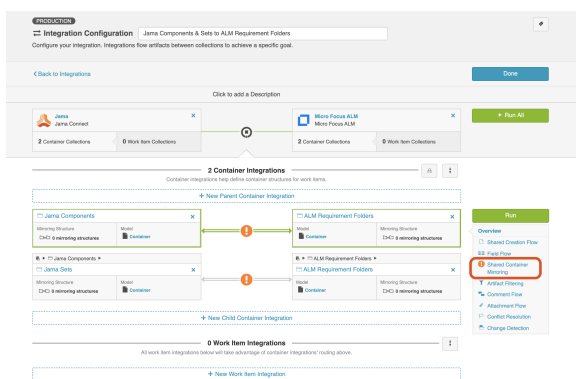 PRODUCTION
Integration Configuration Jama Components & Sets to ALM Requirement Folders
Configure your integration. Integrations flow artifacts between collections to achieve a specific goal.
Back to Integrations
Done
Click to add a Description
Jama
Jama Connect
2 Container Collections
0 Work Item Collections
Micro Focus ALM
Micro Focus ALM
2 Container Collections
0 Work Item Collections
Run All
2 Container Integrations
Container integrations help define container structures for work items.
+ New Parent Container Integration
Jama Components
Mirroring Structure
0 mirroring structures
Model
Container
ALM Requirement Folders
Mirroring Structure
0 mirroring structures
Model
Container
Jama Components
Jama Sets
Mirroring Structure
0 mirroring structures
Model
Container
ALM Requirement Folders
ALM Requirement Folders
Mirroring Structure
0 mirroring structures
Model
Container
+ New Child Container Integration
0 Work Item Integrations
All work item integrations below will take advantage of container integrations' routing above.
+ New Work Item Integration
Run
Overview
Shared Creation Flow
Field Flow
Shared Container
Mirroring
Artifact Filtering
Comment Flow
Attachment Flow
Conflict Resolution
Change Detection